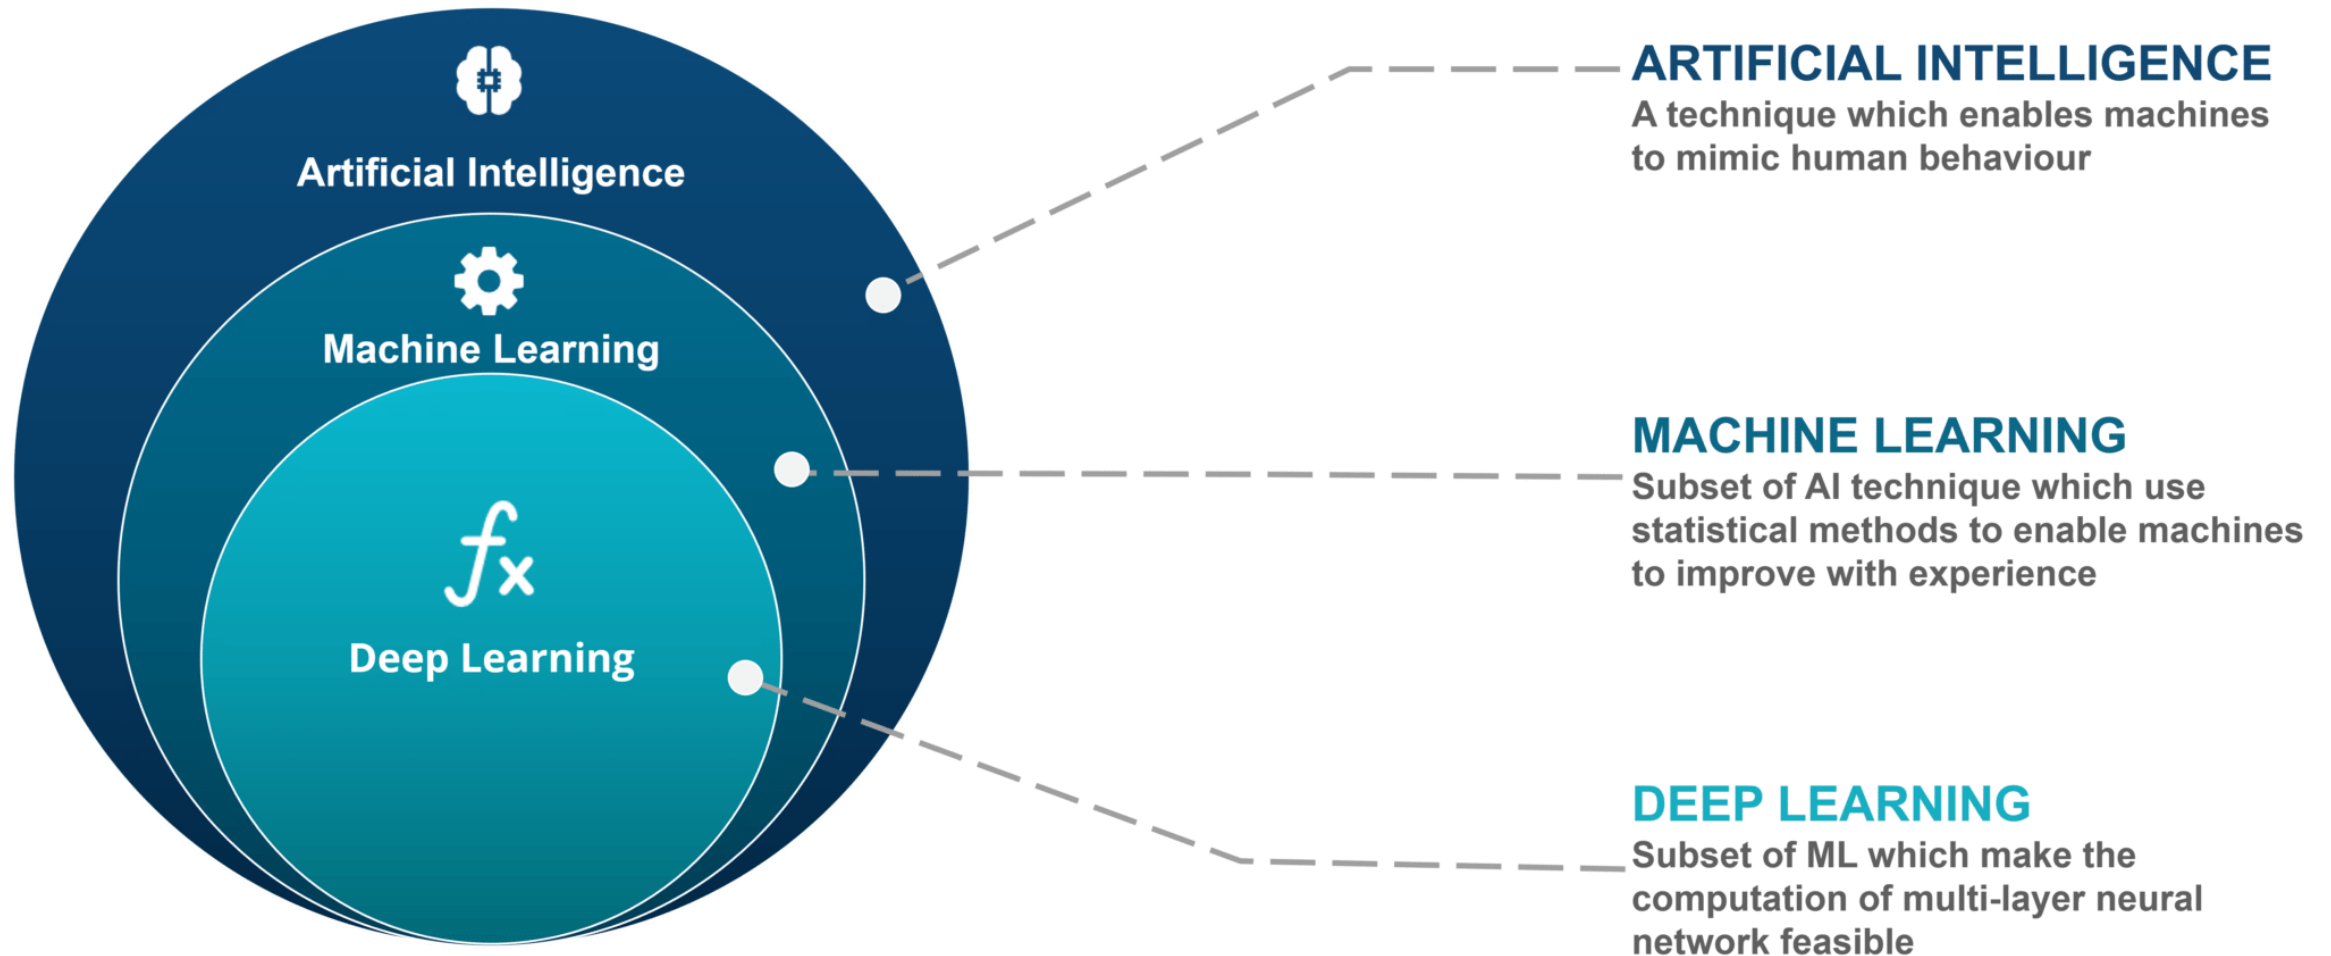 Artificial Intelligence
Machine Learning
fx
Deep Learning
ARTIFICIAL INTELLIGENCE
A technique which enables machines
to mimic human behaviour
MACHINE LEARNING
Subset of AI technique which use
statistical methods to enable machines
to improve with experience
DEEP LEARNING
Subset of ML which make the
computation of multi-layer neural
network feasible